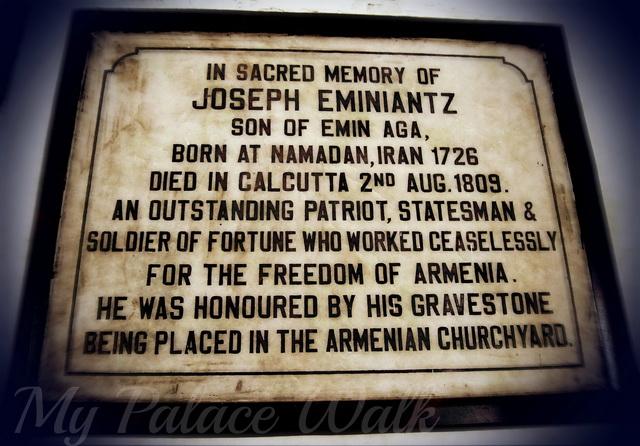 IN SACRED MEMORY OF
JOSEPH EMINIANTZ
SON OF EMIN AGA,
BORN AT NAMADAN, IRAN 1726
DIED IN CALCUTTA 2ND AUG. 1809.
AN OUTSTANDING PATRIOT, STATESMAN &
SOLDIER OF FORTUNE WHO WORKED CEASELESSLY
FOR THE FREEDOM OF ARMENIA.
HE WAS HONOURED BY HIS GRAVESTONE
BEING PLACED IN THE ARMENIAN CHURCHYARD.
My Palace Walk